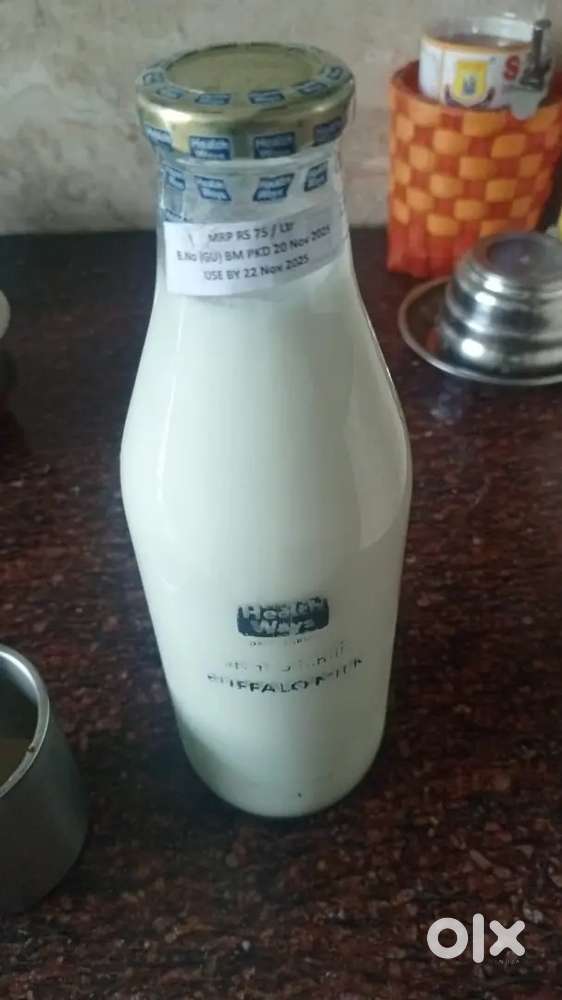 MRP RS 75 / Ltr
B.No (GU) BM PKD 20 Nov 2025
USE BY 22 Nov 2025
Health
Ways
BUFFALO MILK
olx